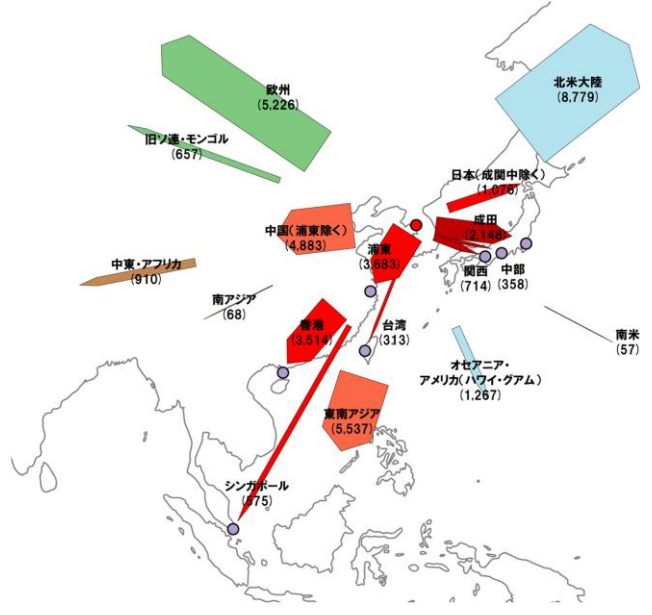 欧州
(5,226)
北米大陸
(8,779)
旧ソ連・モンゴル
(657)
日本(成関中除く)
(1,076)
中国(浦東除く)
(4,883)
成田
(2,148)
浦東
(3,683)
中東・アフリカ
(910)
関西
(714)
中部
(358)
南アジア
(68)
香港
(3,514)
台湾
(313)
南米
(57)
オセアニア・
アメリカ(ハワイ・グアム)
(1,267)
東南アジア
(5,537)
シンガポール
(575)